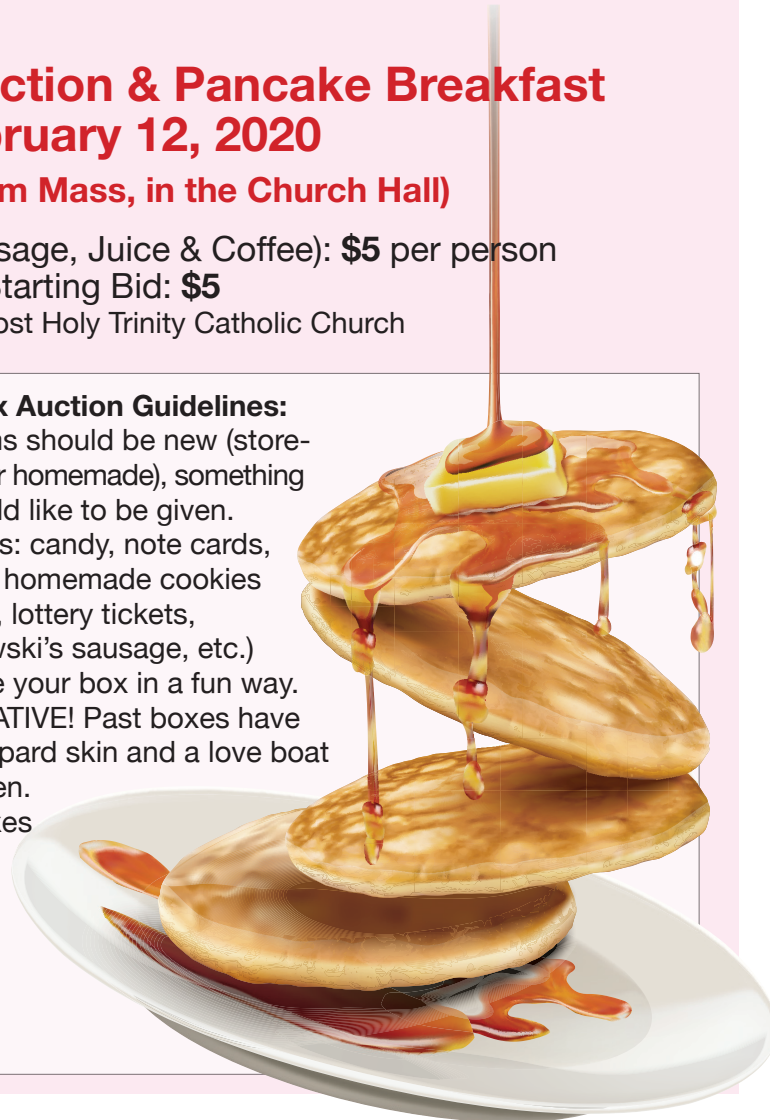 ction & Pancake Breakfast
ruary 12, 2020
m Mass, in the Church Hall)
sage, Juice & Coffee): $5 per person
tarting Bid: $5
ost Holy Trinity Catholic Church
x Auction Guidelines:
ns should be new (store-
r homemade), something
ld like to be given.
s: candy, note cards,
homemade cookies
, lottery tickets,
wski's sausage, etc.)
e your box in a fun way.
ATIVE! Past boxes have
pard skin and a love boat
en.
kes